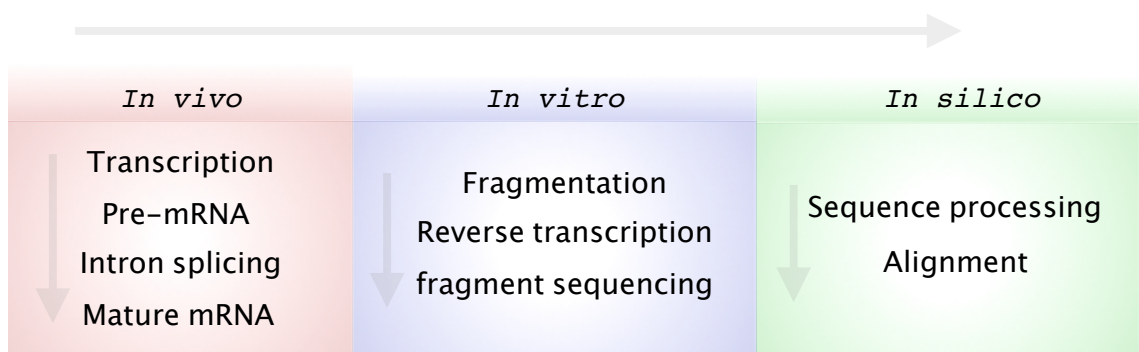 In vivo
In vitro
In silico
Transcription
Pre-mRNA
Intron splicing
Mature mRNA
Fragmentation
Reverse transcription
fragment sequencing
Sequence processing
Alignment